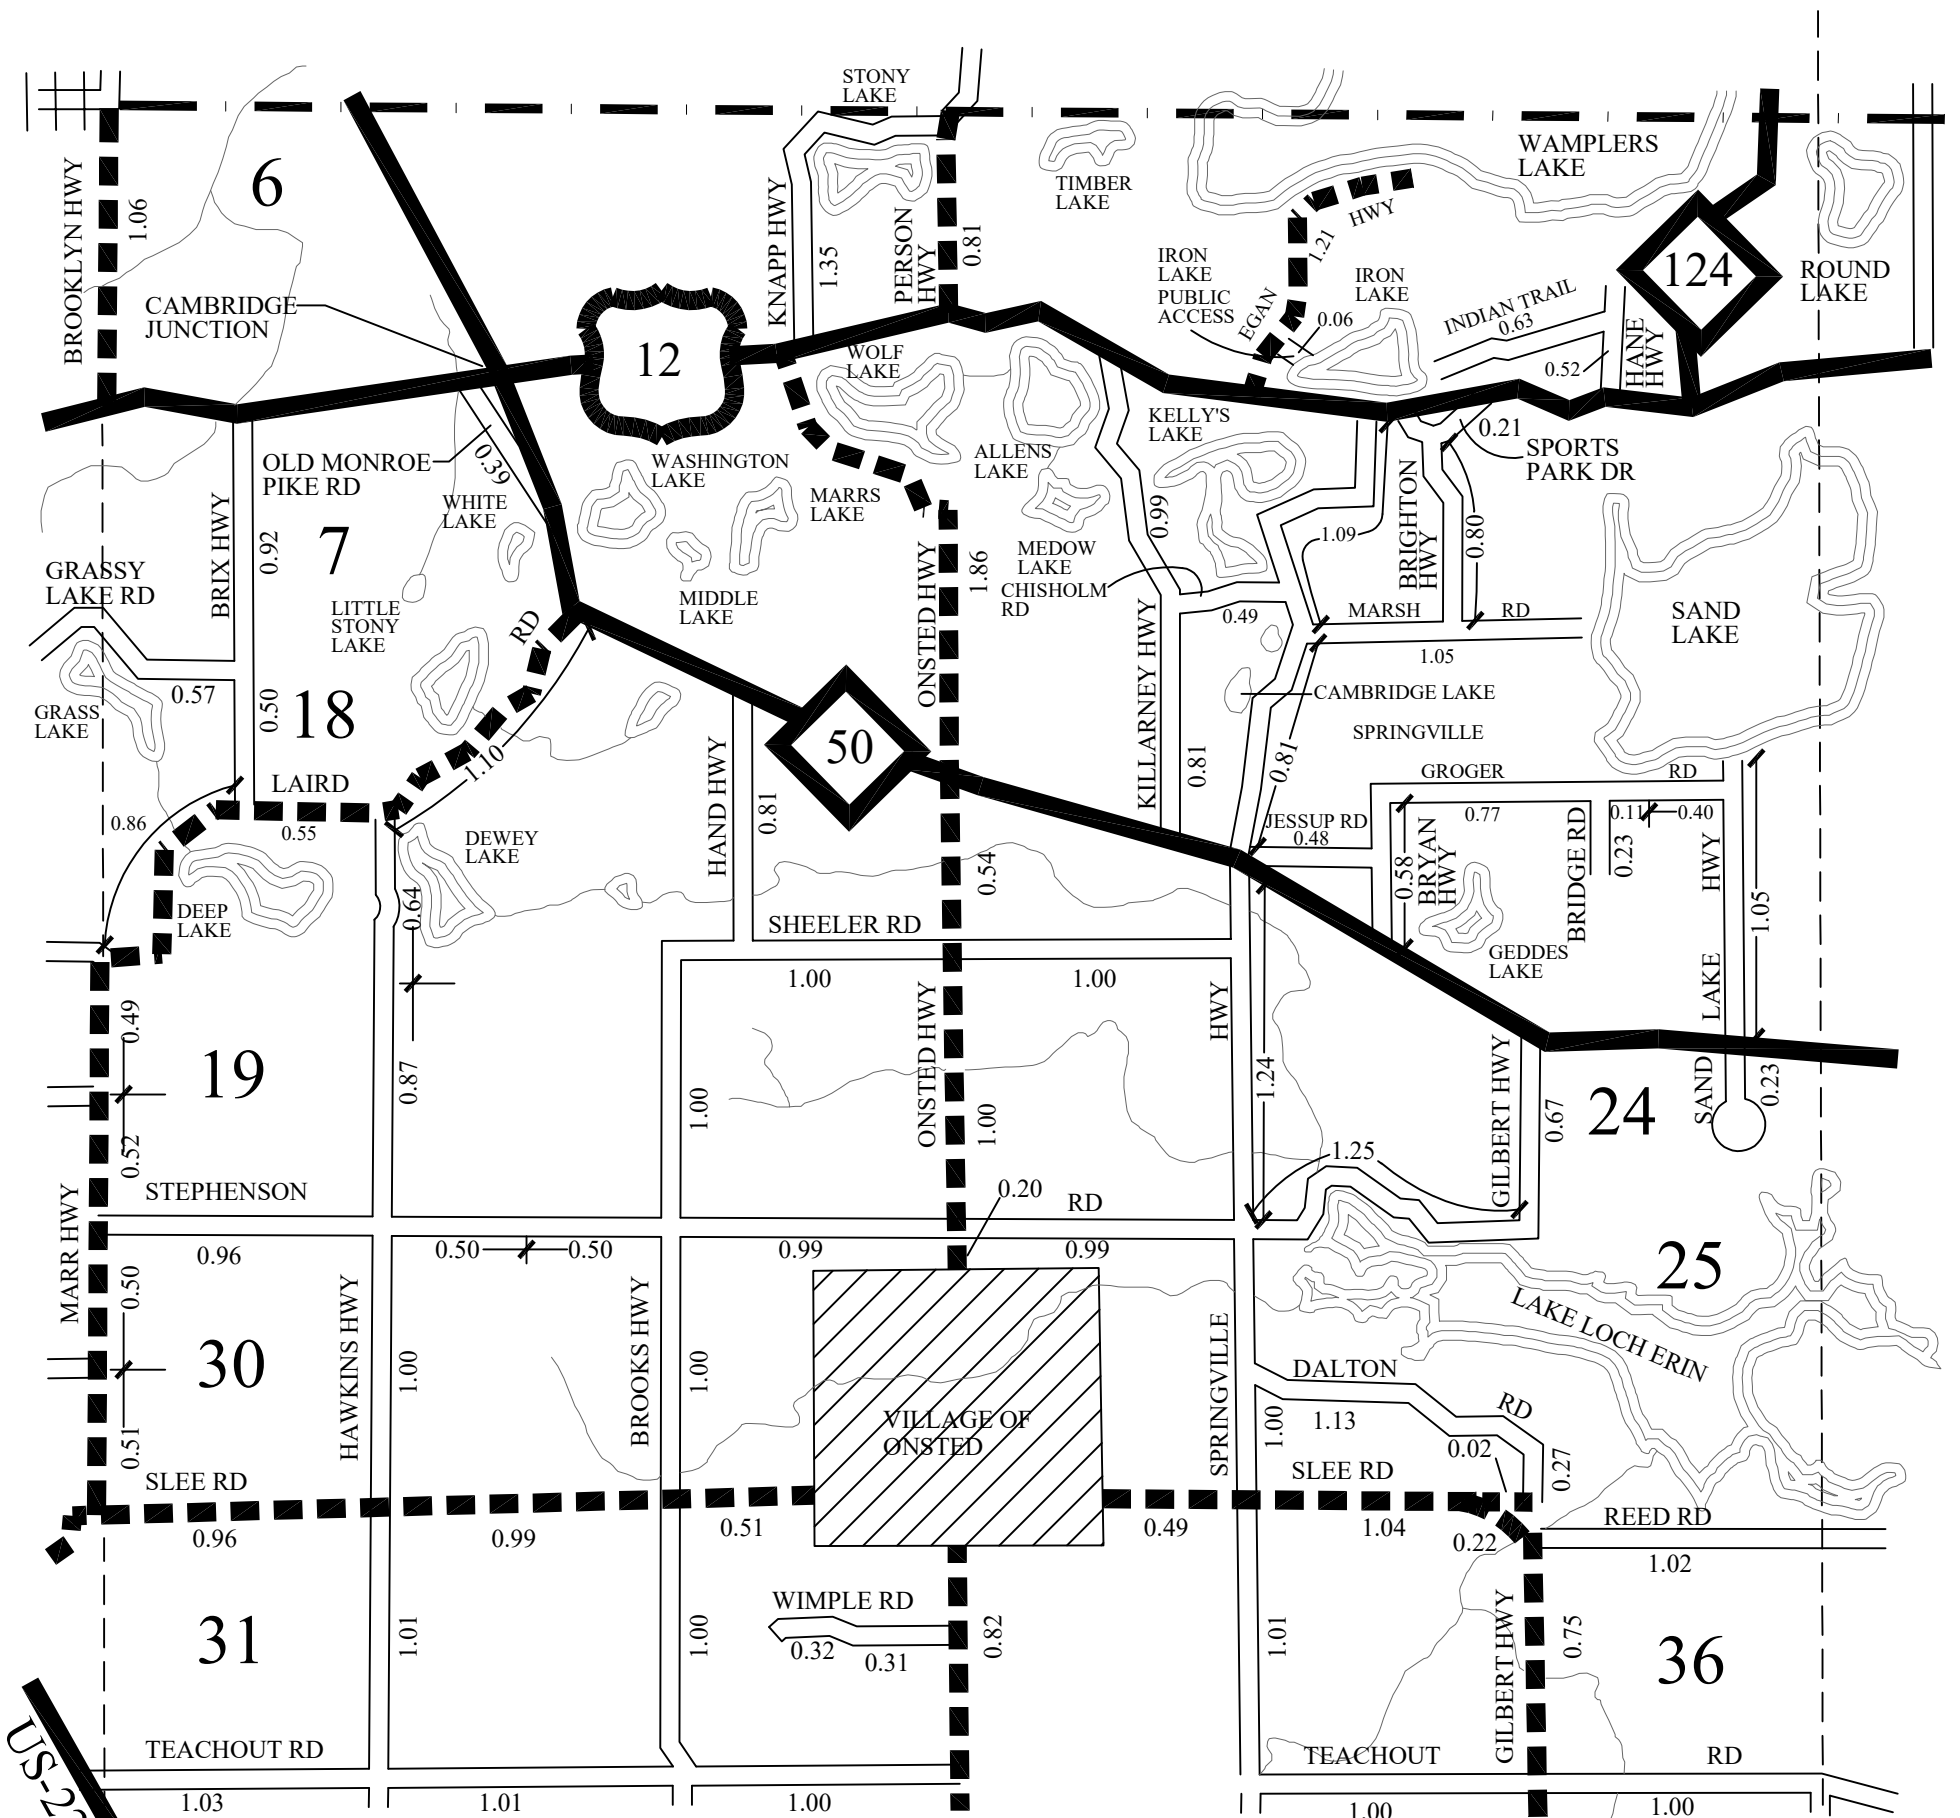 STONY
LAKE
WAMPLERS
LAKE
TIMBER
LAKE
BROOKLYN HWY
1.06
6
KNAPP HWY
1.35
PERSON
HWY
0.81
HWY
1.21
EGAN
IRON
LAKE
PUBLIC
ACCESS
IRON
LAKE
0.06
INDIAN TRAIL
0.63
0.52
HANE
HWY
124
ROUND
LAKE
CAMBRIDGE
JUNCTION
12
WOLF
LAKE
KELLY'S
LAKE
0.21
SPORTS
PARK DR
OLD MONROE
PIKE RD
0.39
WHITE
LAKE
WASHINGTON
LAKE
MARRS
LAKE
ALLENS
LAKE
0.99
BRIX HWY
0.92
7
1.09
BRIGHTON
HWY
0.80
MEDOW
LAKE
CHISHOLM
RD
1.86
ONSTED HWY
GRASSY
LAKE RD
LITTLE
STONY
LAKE
MIDDLE
LAKE
RD
0.49
MARSH
RD
1.05
SAND
LAKE
0.57
0.50
18
GRASS
LAKE
CAMBRIDGE LAKE
SPRINGVILLE
KILLARNEY HWY
0.81
0.81
50
HAND HWY
0.81
1.10
LAIRD
0.55
0.86
DEWEY
LAKE
GROGER
RD
0.77
0.11
0.40
JESSUP RD
0.48
0.58
BRYAN
HWY
BRIDGE RD
0.23
HWY
LAKE
SAND
1.05
0.54
0.64
DEEP
LAKE
SHEELER RD
1.00
1.00
GEDDES
LAKE
0.49
19
0.87
1.00
ONSTED HWY
1.00
HWY
1.24
GILBERT HWY
0.67
24
0.23
0.52
1.25
STEPHENSON
0.20
RD
0.96
0.50
0.50
0.99
0.99
MARR HWY
0.50
25
LAKE LOCH ERIN
30
HAWKINS HWY
1.00
BROOKS HWY
1.00
VILLAGE OF
ONSTED
SPRINGVILLE
1.00
DALTON
RD
1.13
0.02
0.27
0.51
SLEE RD
SLEE RD
0.96
0.99
0.51
0.49
1.04
0.22
REED RD
1.02
31
1.01
1.00
WIMPLE RD
0.32
0.31
0.82
1.01
GILBERT HWY
0.75
36
TEACHOUT RD
TEACHOUT
RD
1.03
1.01
1.00
1.00
1.00